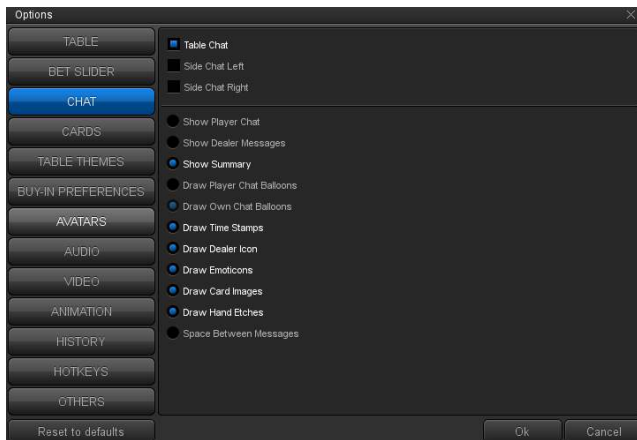 Options
TABLE
BET SLIDER
CHAT
CARDS
TABLE THEMES
BUY-IN PREFERENCES
AVATARS
AUDIO
VIDEO
ANIMATION
HISTORY
HOTKEYS
OTHERS
Reset to defaults
Table Chat
Side Chat Left
Side Chat Right
Show Player Chat
Show Dealer Messages
Show Summary
Draw Player Chat Balloons
Draw Own Chat Balloons
Draw Time Stamps
Draw Dealer Icon
Draw Emoticons
Draw Card Images
Draw Hand Etches
Space Between Messages
Ok
Cancel